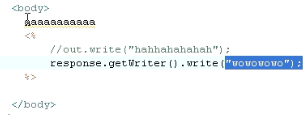 <body>
aaaaaaaaaaa
<%
//out.write("hahhahahahah");
response.getWriter().write("wowowowo");
%>
</body>